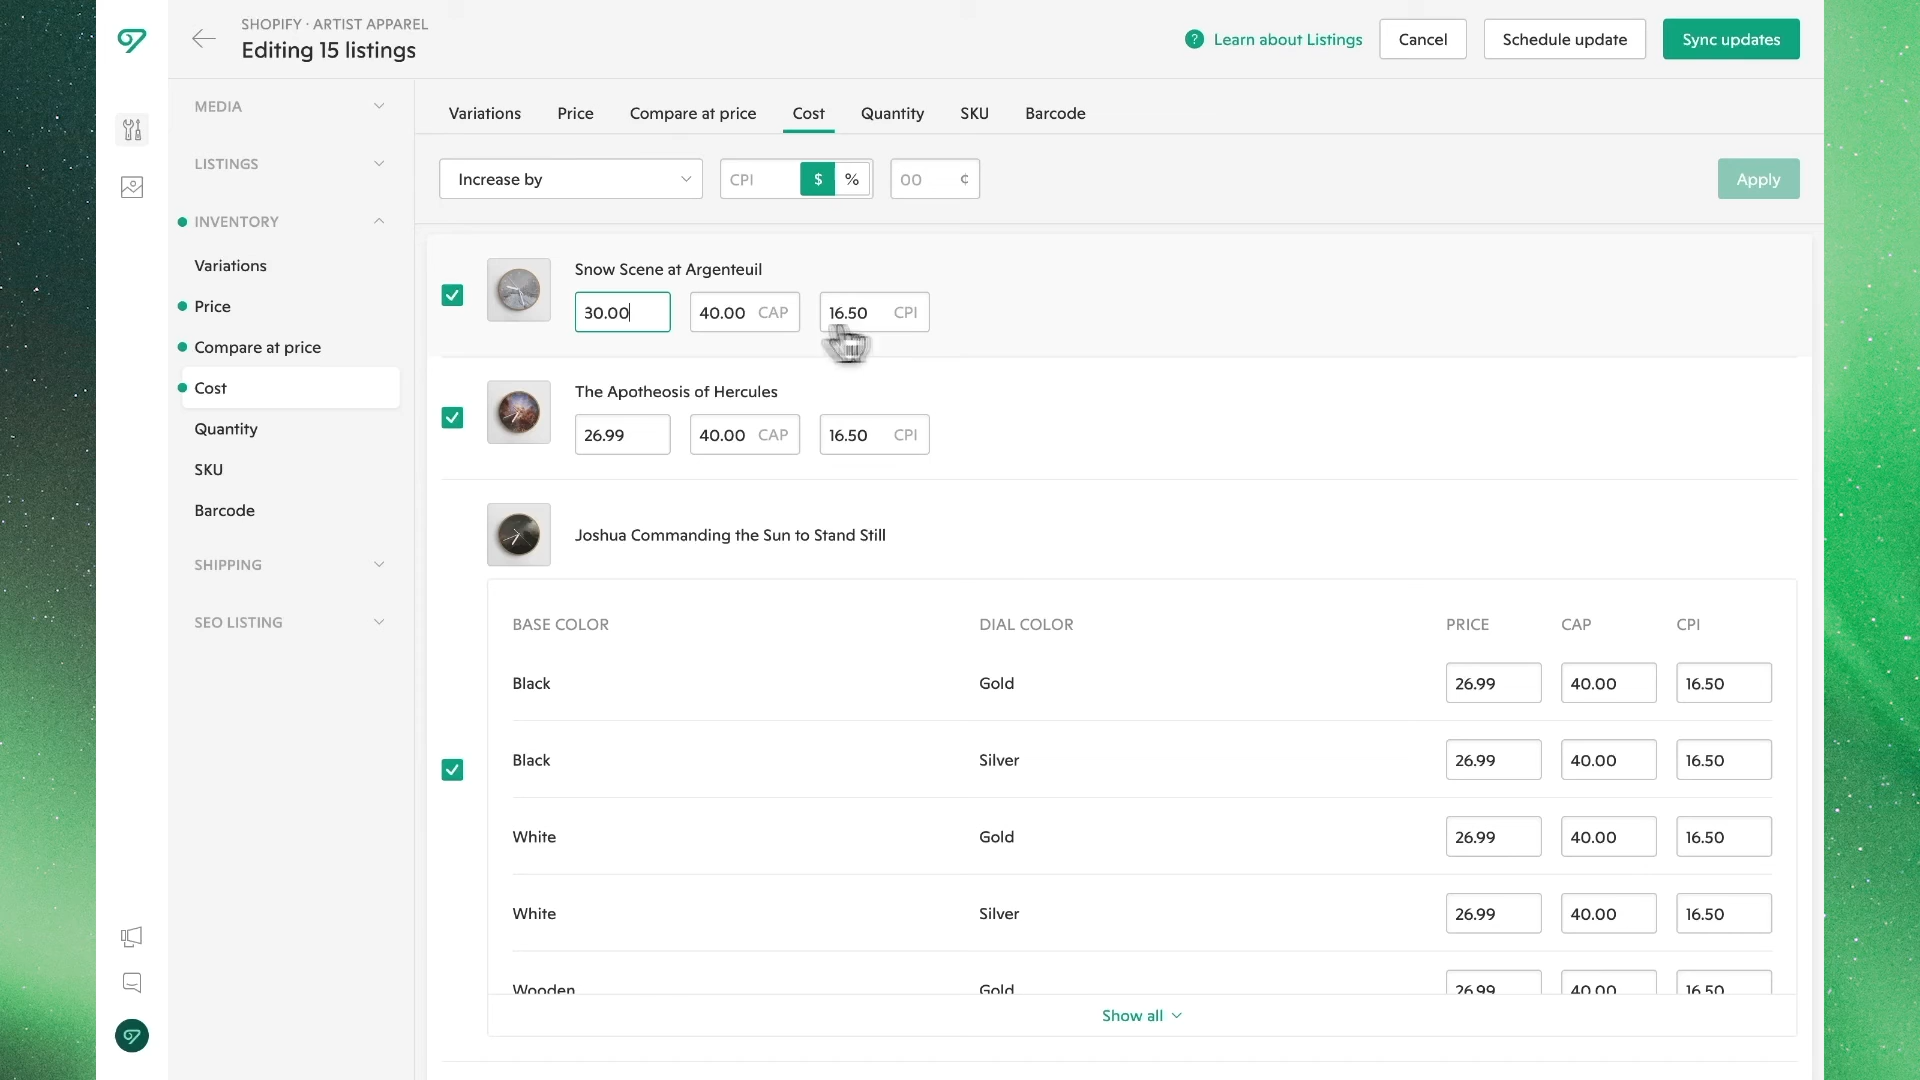 SHOPIFY · ARTIST APPAREL
Editing 15 listings
? Learn about Listings
Cancel
Schedule update
Sync updates
MEDIA
LISTINGS
INVENTORY
Variations
Price
Compare at price
Cost
Quantity
SKU
Barcode
SHIPPING
SEO LISTING
Variations Price Compare at price Cost Quantity SKU Barcode
Increase by CPI $ % 00 ¢ Apply
Snow Scene at Argenteuil
30.00 40.00 CAP 16.50 CPI
The Apotheosis of Hercules
26.99 40.00 CAP 16.50 CPI
Joshua Commanding the Sun to Stand Still
BASE COLOR DIAL COLOR PRICE CAP CPI
Black Gold 26.99 40.00 16.50
Black Silver 26.99 40.00 16.50
White Gold 26.99 40.00 16.50
White Silver 26.99 40.00 16.50
Wooden Gold 26.99 40.00 16.50
Show all